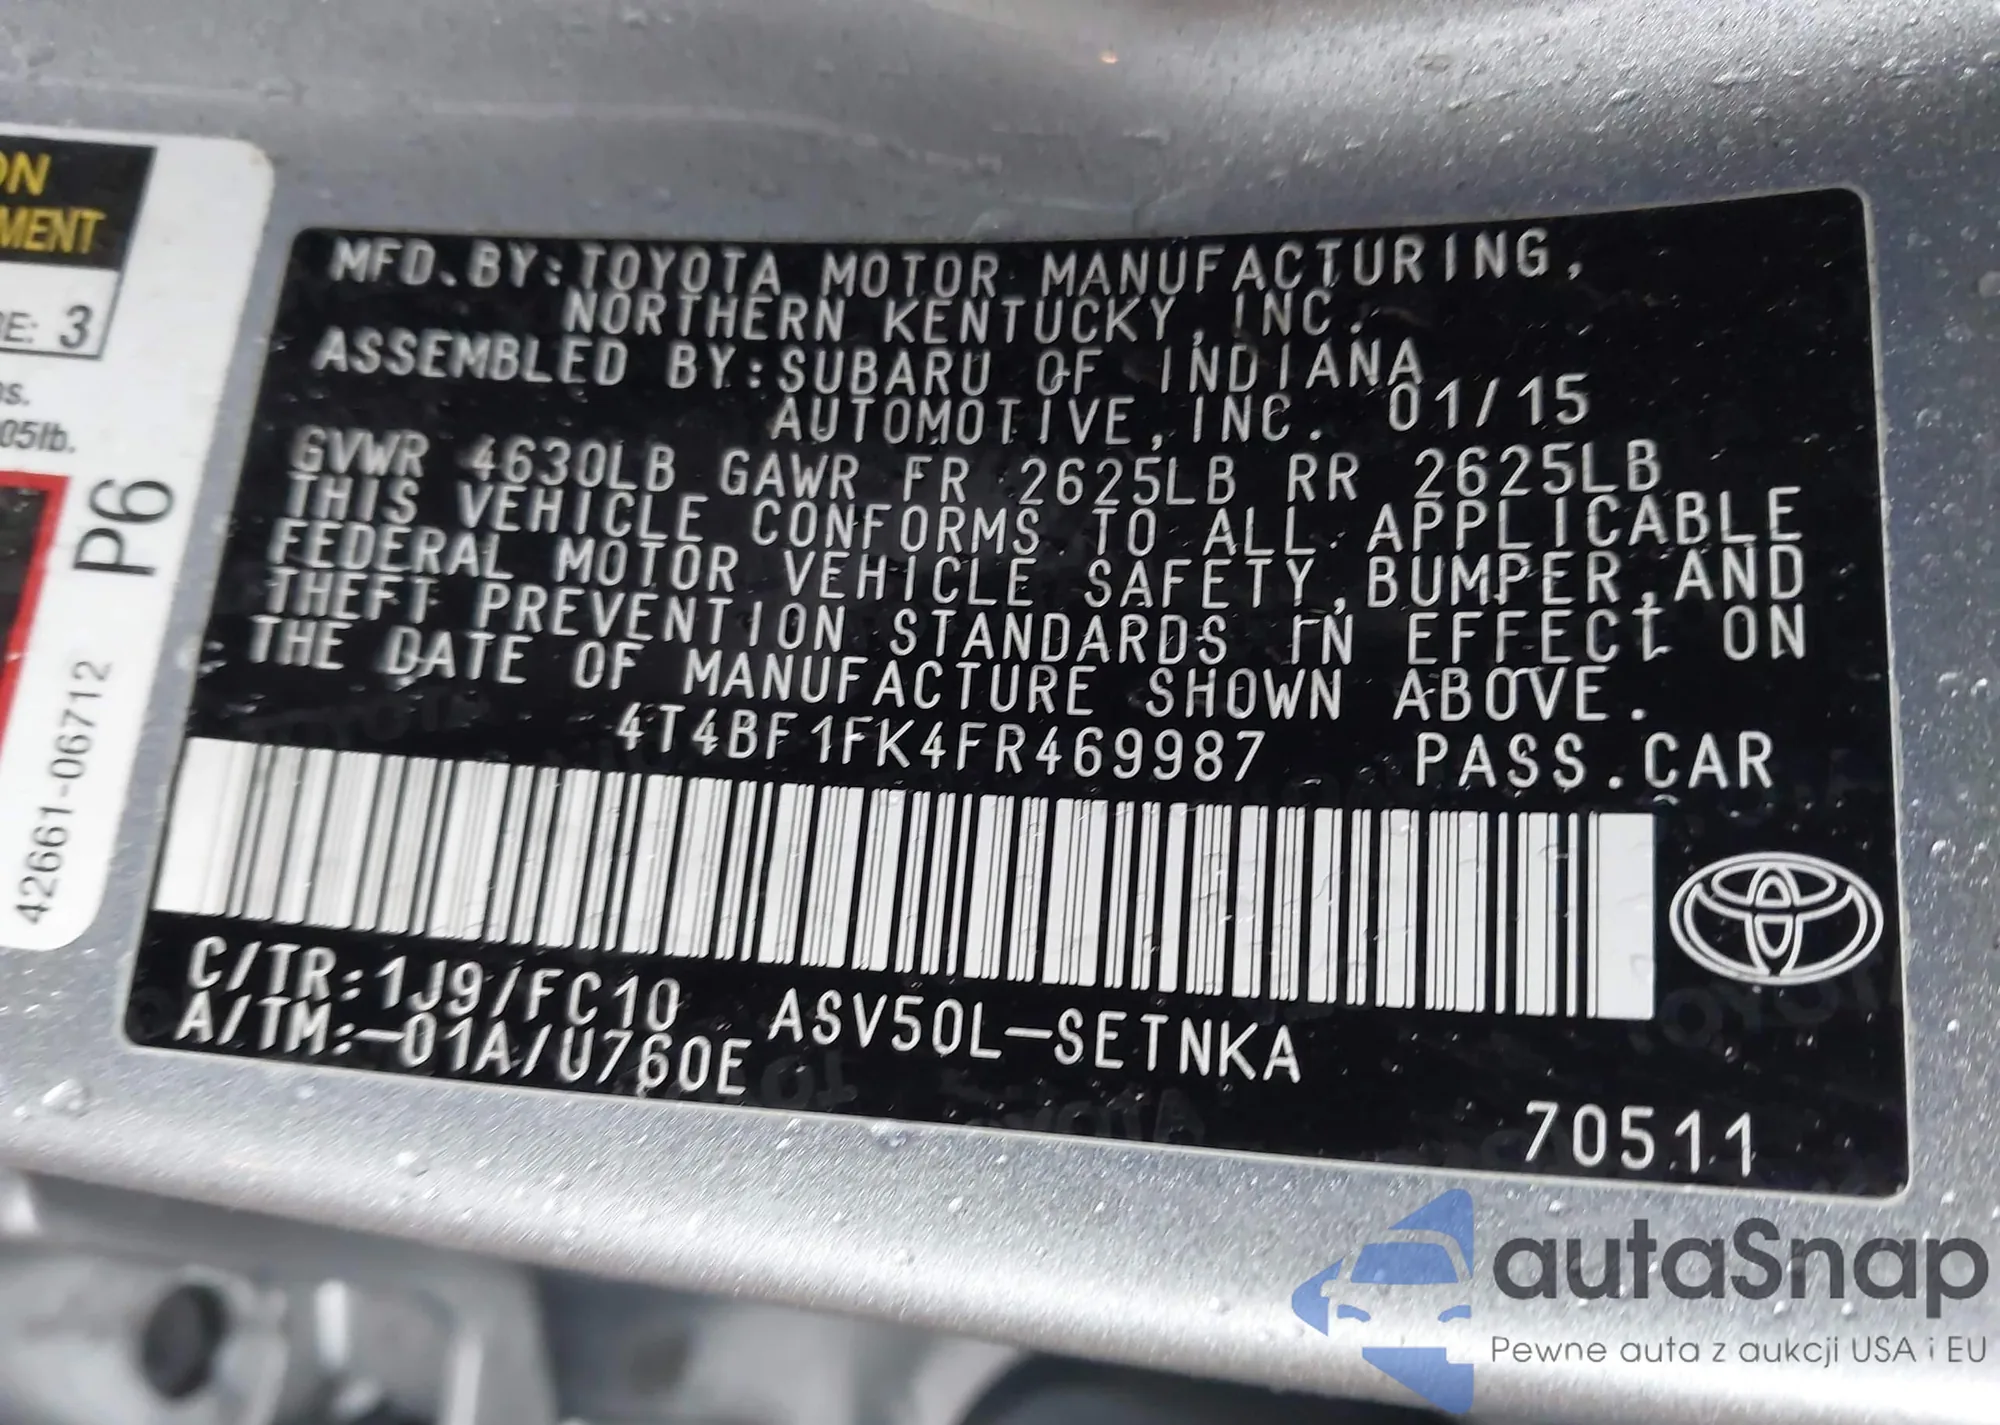 ON
MENT
RE: 3
os.
05lb.
P6
42661-06712
MFD.BY:TOYOTA MOTOR MANUFACTURING,
NORTHERN KENTUCKY,INC.
ASSEMBLED BY:SUBARU OF INDIANA
AUTOMOTIVE,INC. 01/15
GVWR 4630LB GAWR FR 2625LB RR 2625LB
THIS VEHICLE CONFORMS TO ALL APPLICABLE
FEDERAL MOTOR VEHICLE SAFETY,BUMPER,AND
THEFT PREVENTION STANDARDS IN EFFECT ON
THE DATE OF MANUFACTURE SHOWN ABOVE.
4T4BF1FK4FR469987 PASS.CAR
C/TR:1J9/FC10 ASV50L-SETNKA
A/TM:-01A/U760E
70511
autaSnap
Pewne auta z aukcji USA i EU